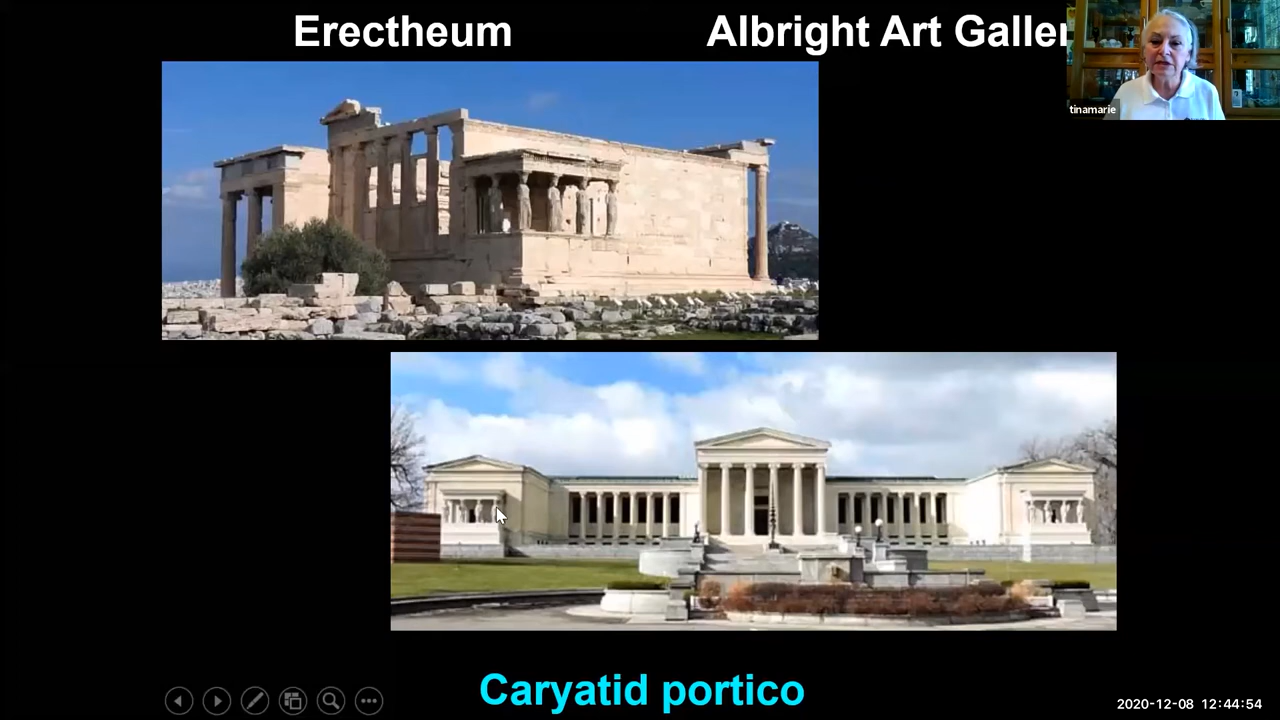 Erectheum
Albright Art Galler
tinamarie
Caryatid portico
2020-12-08 12:44:54